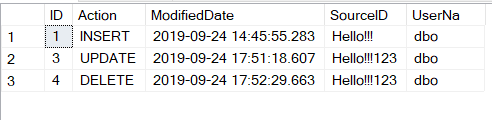 ID Action ModifiedDate SourceID UserNa
1 1 INSERT 2019-09-24 14:45:55.283 Hello!!! dbo
2 3 UPDATE 2019-09-24 17:51:18.607 Hello!!!123 dbo
3 4 DELETE 2019-09-24 17:52:29.663 Hello!!!123 dbo